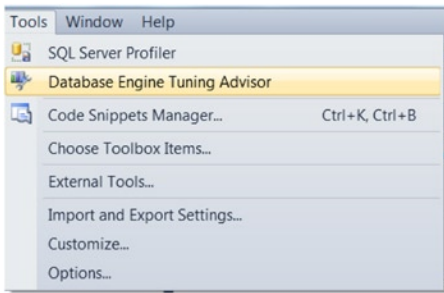 Tools Window Help
SQL Server Profiler
Database Engine Tuning Advisor
Code Snippets Manager... Ctrl+K, Ctrl+B
Choose Toolbox Items...
External Tools...
Import and Export Settings...
Customize...
Options...